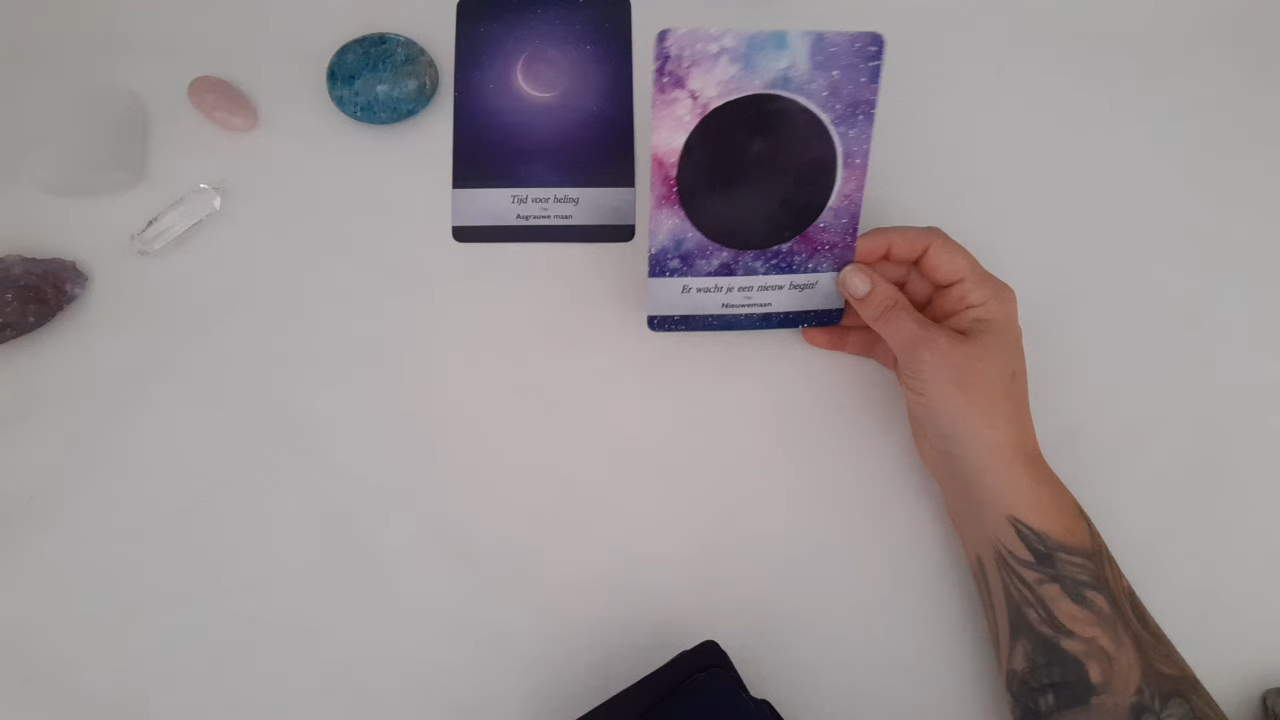 Tijd voor heling
Asgrauwe maan
Er wacht je een nieuw begin!
Nieuwemaan